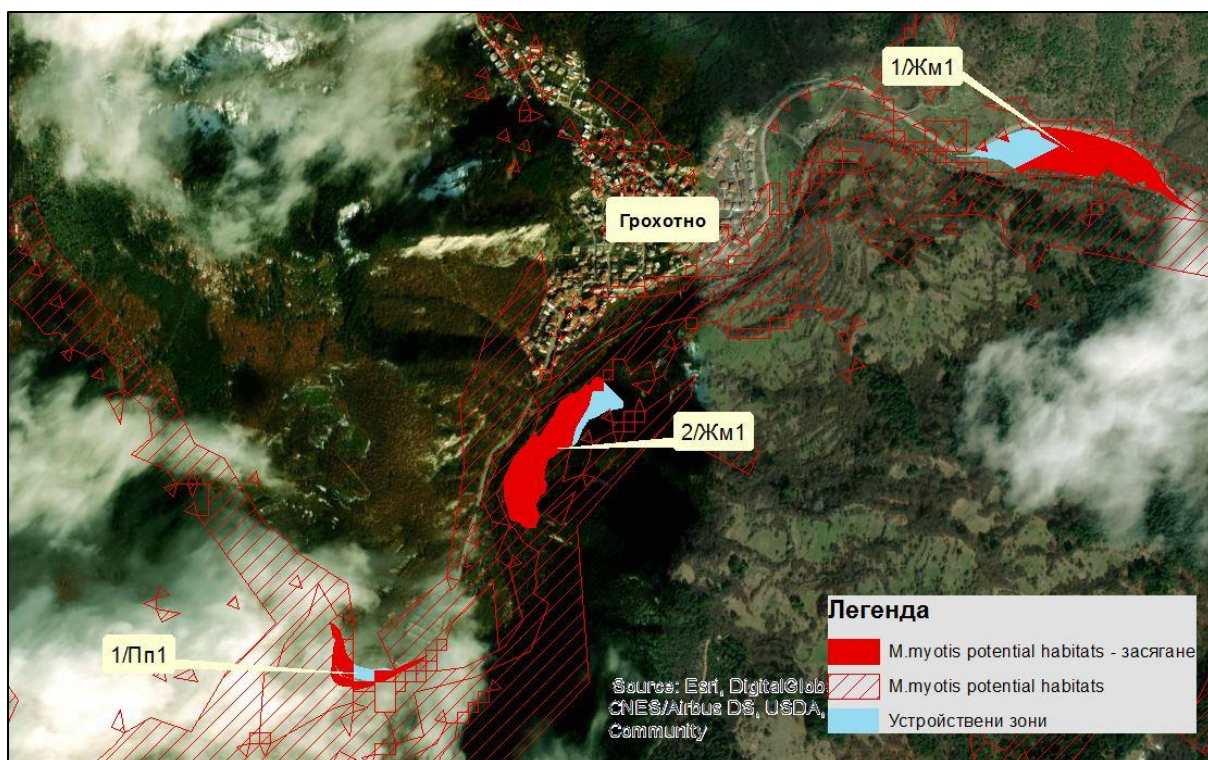 1/Жм1
Грохотно
2/Жм1
1/Пп1
Легенда
M.myotis potential habitats - засягане
M.myotis potential habitats
Устройствени зони
Source: Esri, DigitalGlob
CNES/Airbus DS, USDA,
Community